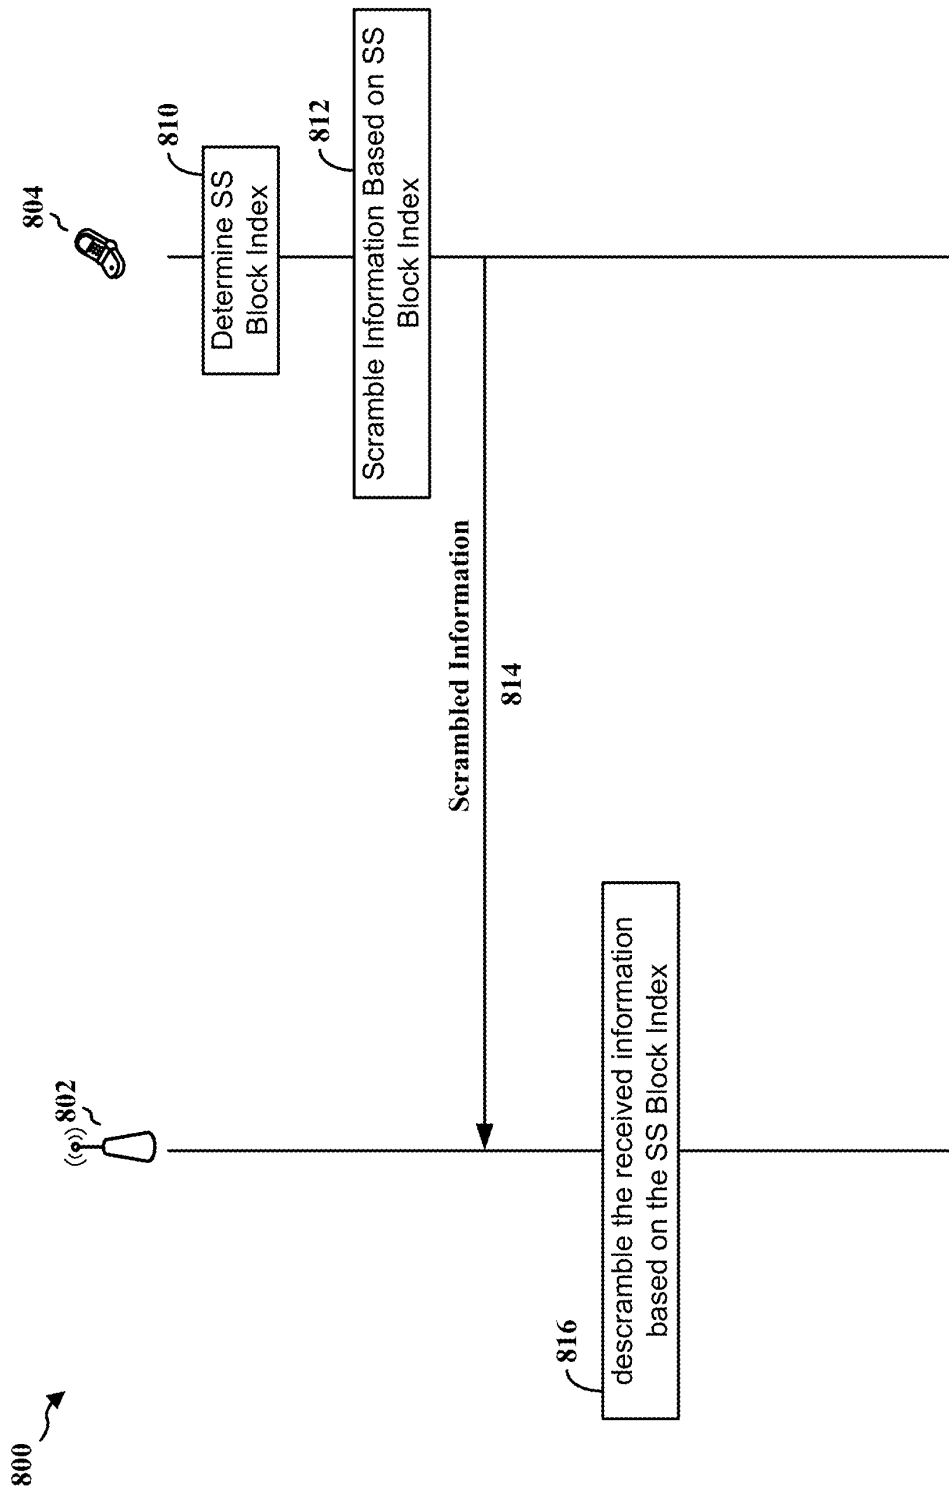 800
802
804
Determine SS
Block Index
810
Scramble Information Based on SS
Block Index
812
Scrambled Information
814
816
descramble the received information
based on the SS Block Index